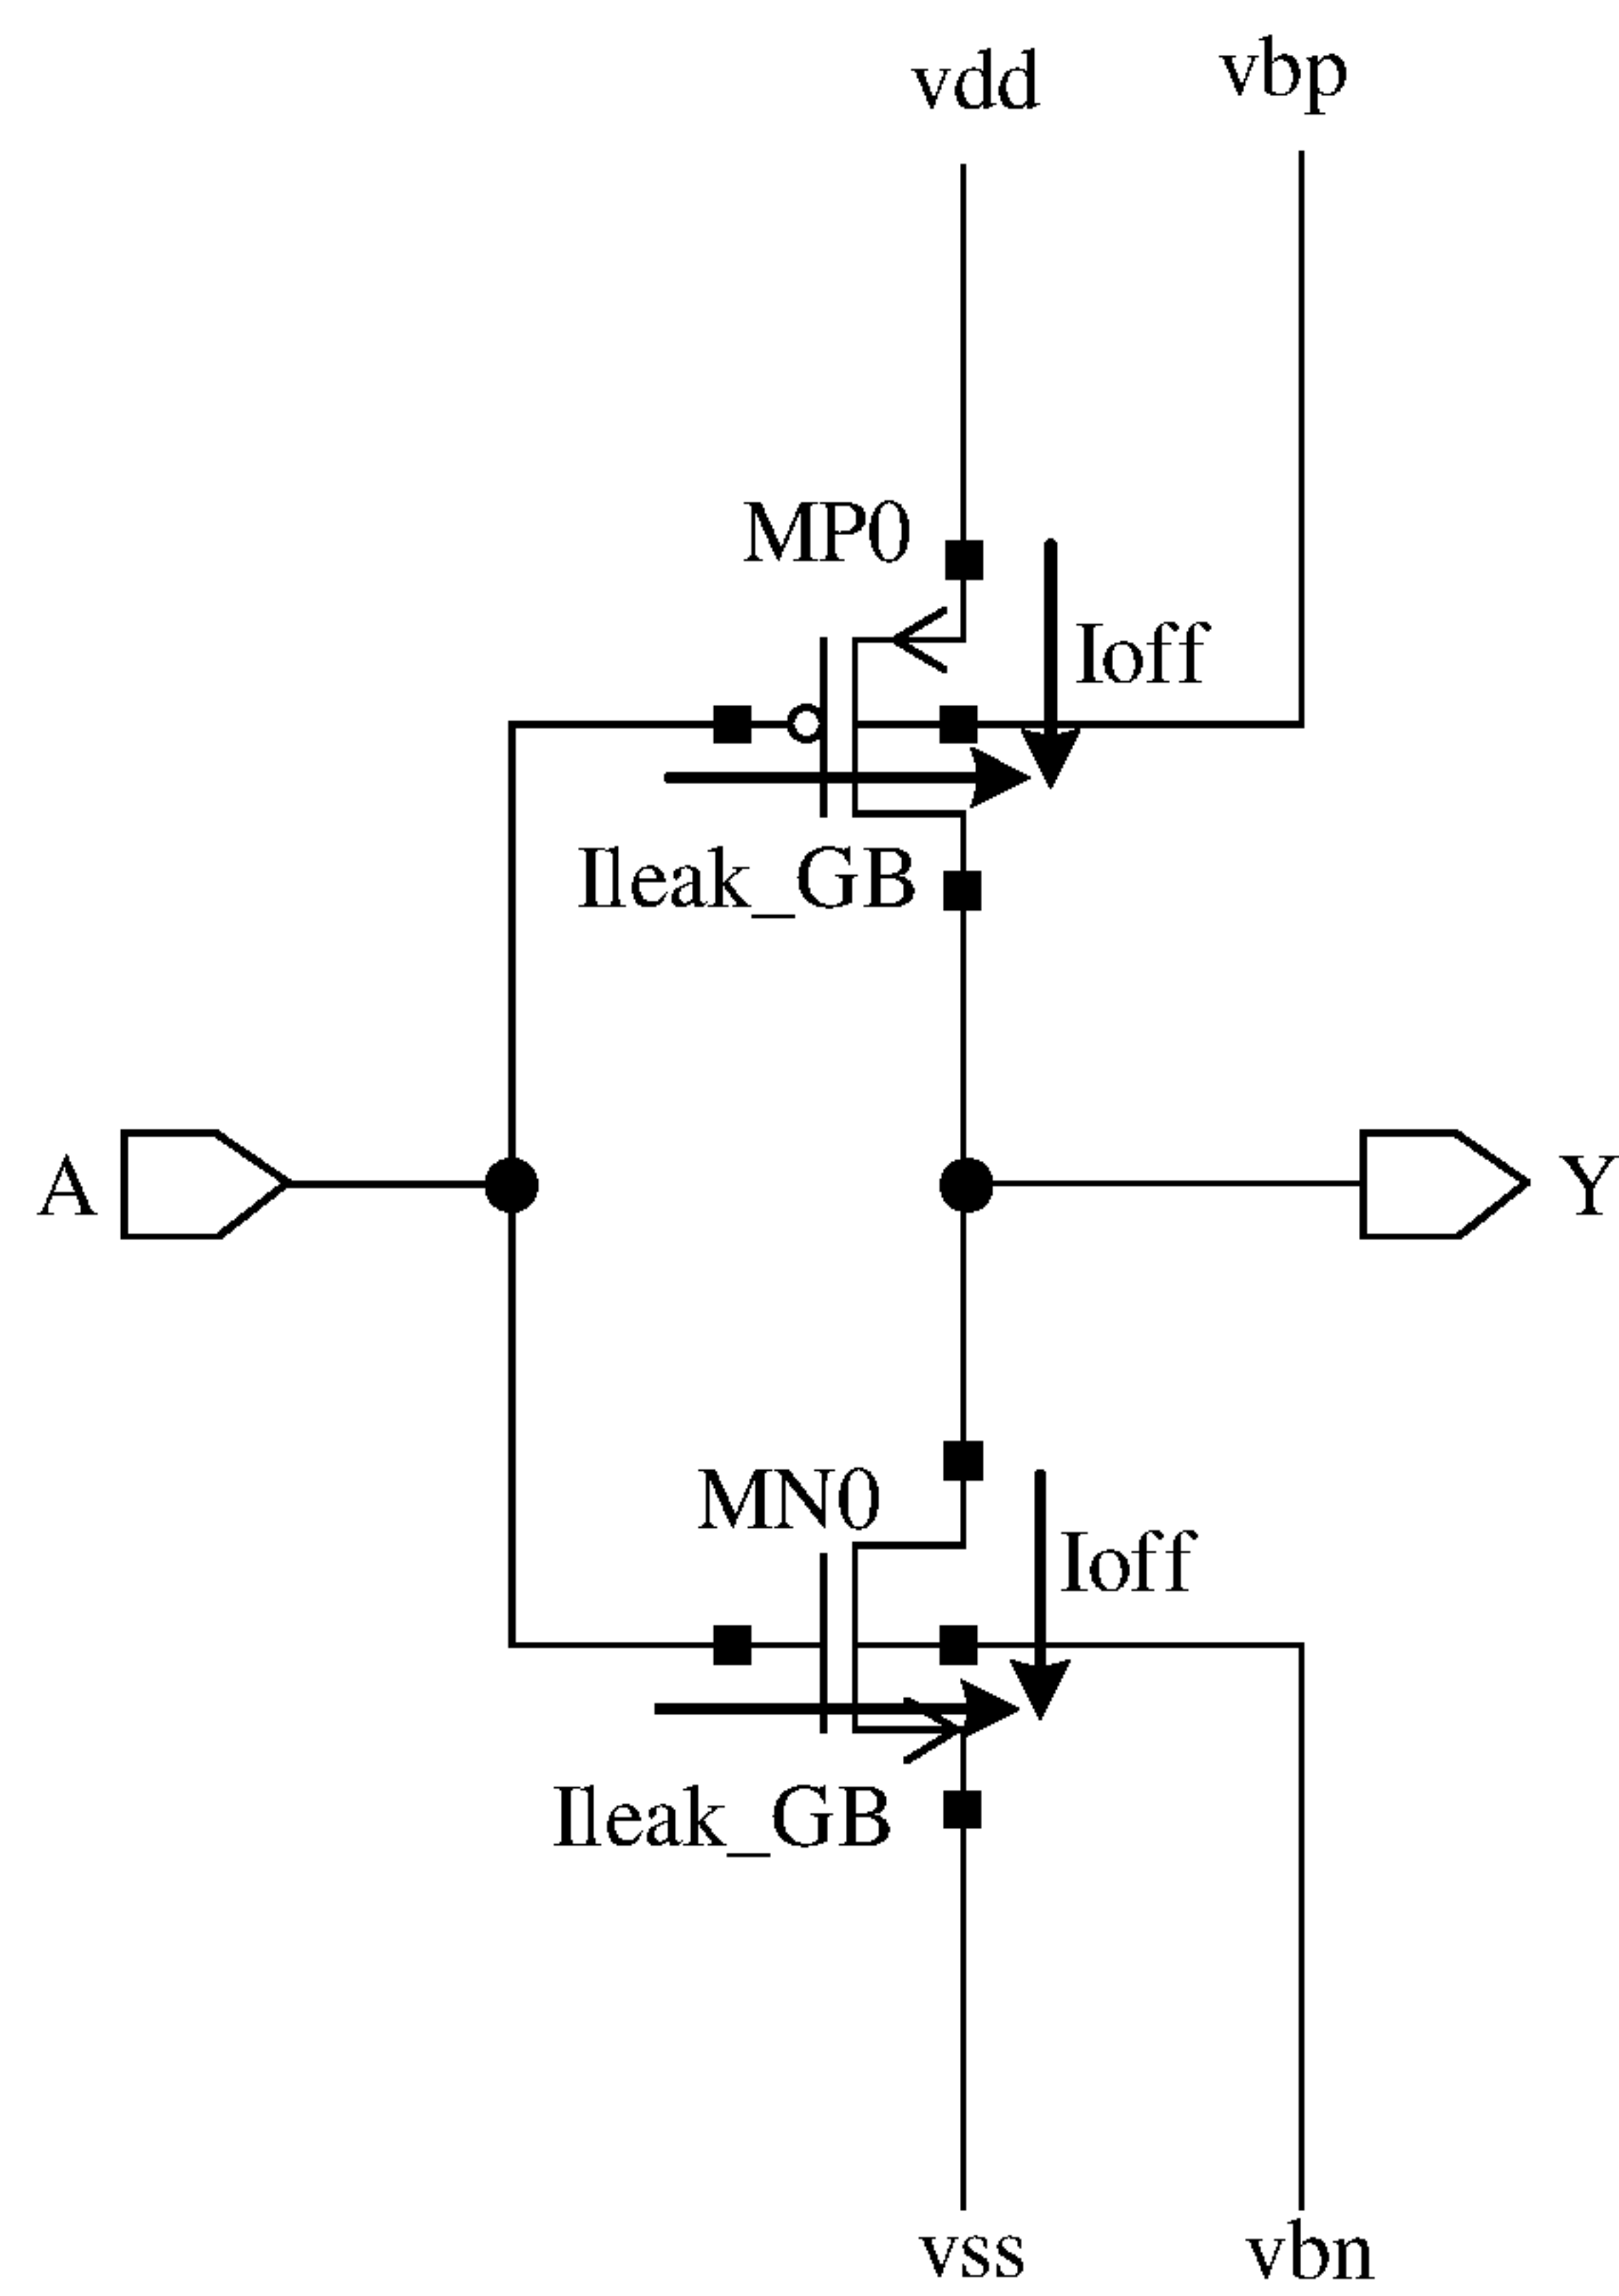 vdd
vbp
MP0
Ioff
Ileak_GB
A
Y
MN0
Ioff
Ileak_GB
vss
vbn